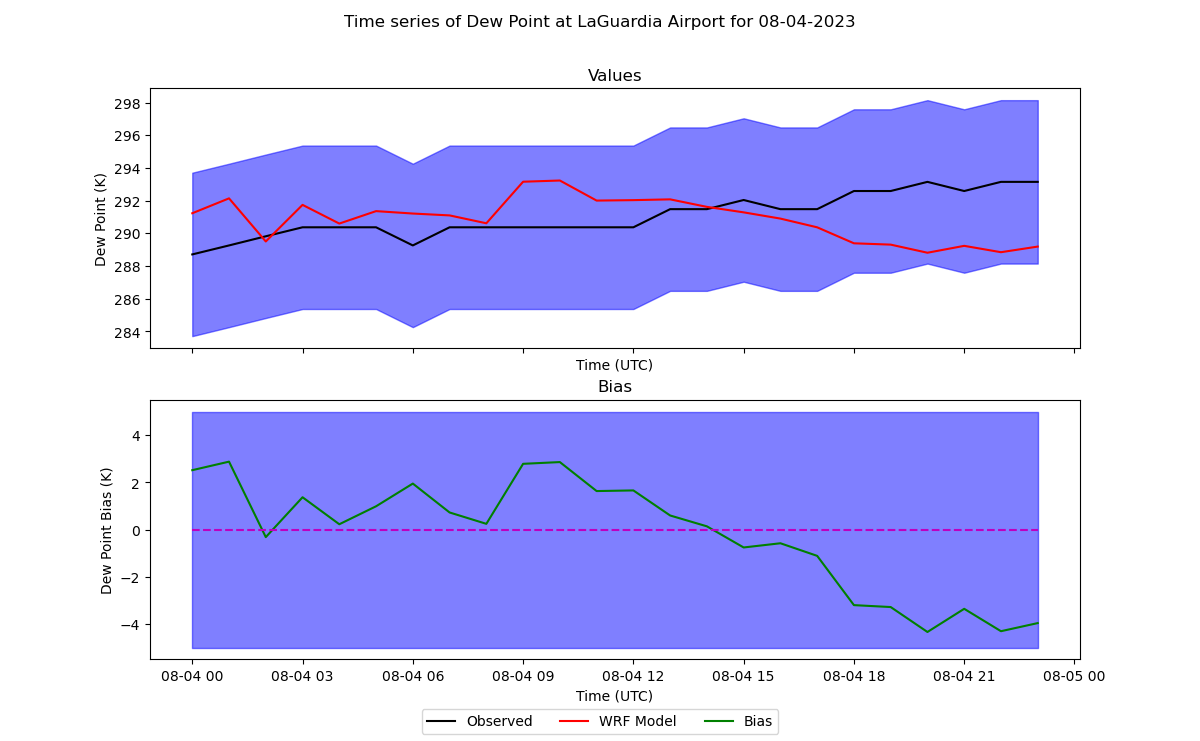 Time series of Dew Point at LaGuardia Airport for 08-04-2023
Values
298
296
294
292
290
288
286
284
Dew Point (K)
Time (UTC)
Bias
4
2
0
−2
−4
Dew Point Bias (K)
08-04 00 08-04 03 08-04 06 08-04 09 08-04 12 08-04 15 08-04 18 08-04 21 08-05 00
Time (UTC)
Observed WRF Model Bias